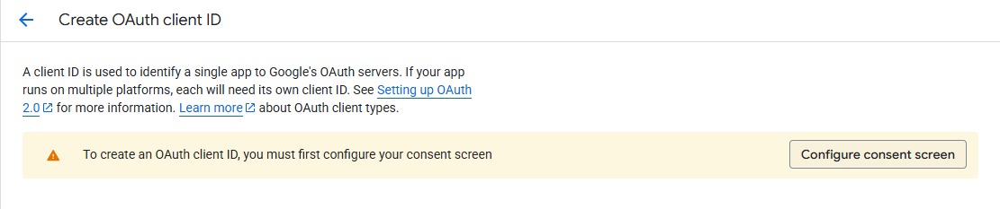 Create OAuth client ID
A client ID is used to identify a single app to Google's OAuth servers. If your app
runs on multiple platforms, each will need its own client ID. See Setting up OAuth
2.0 for more information. Learn more about OAuth client types.
To create an OAuth client ID, you must first configure your consent screen
Configure consent screen